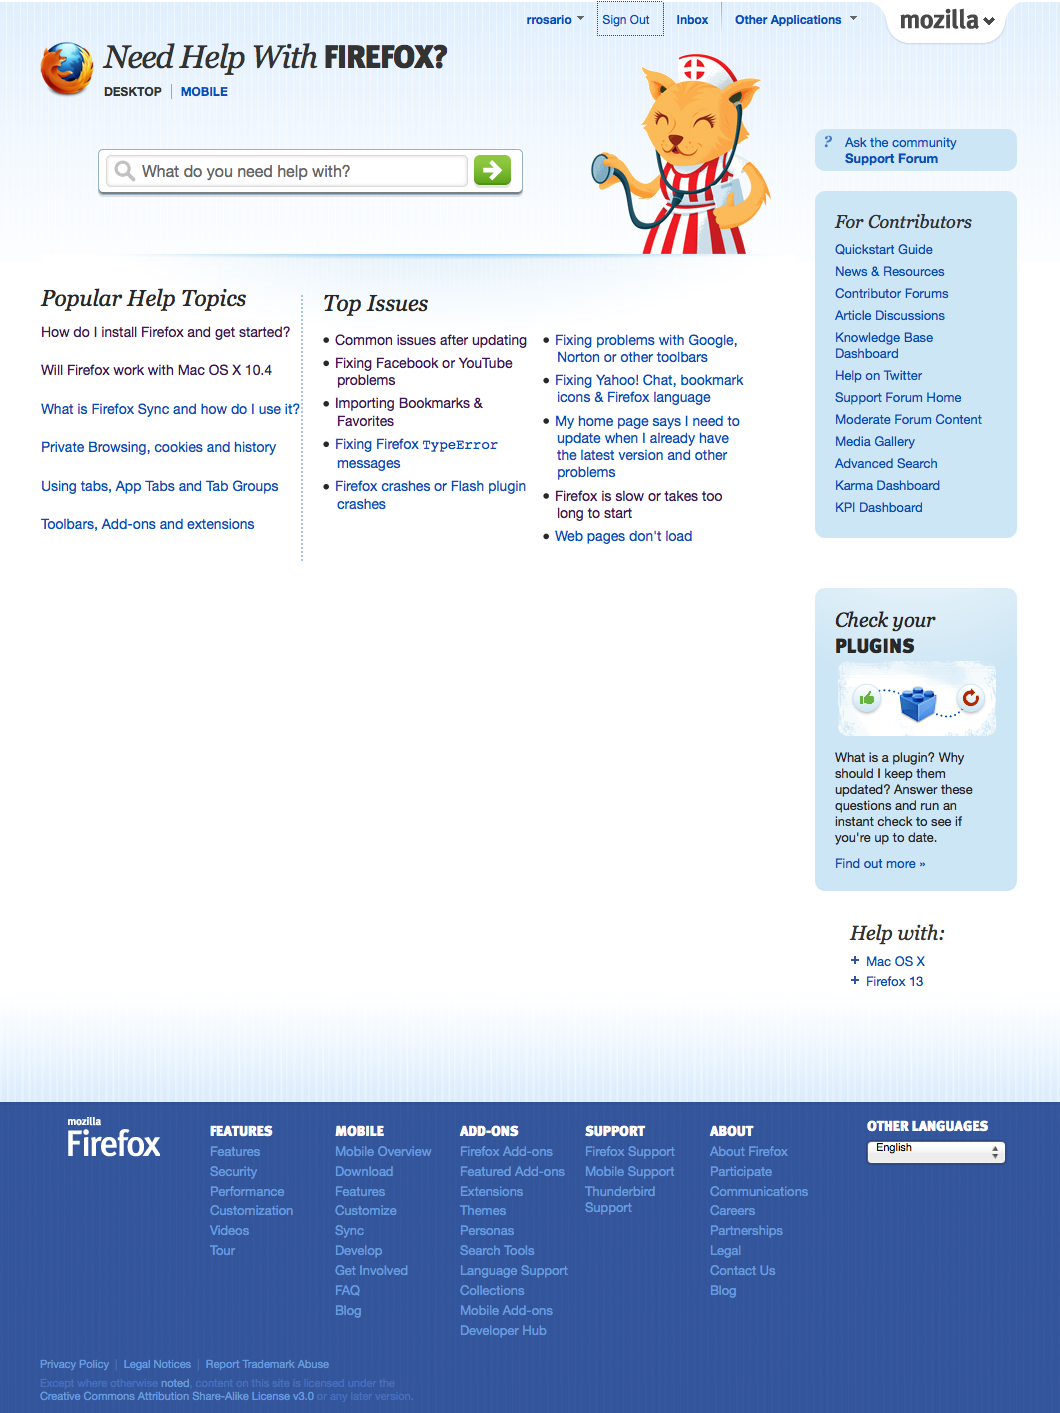 rrosario
Sign Out
Inbox
Other Applications
mozilla
Need Help With FIREFOX?
DESKTOP
MOBILE
What do you need help with?
?
Ask the community
Support Forum
For Contributors
Quickstart Guide
News & Resources
Contributor Forums
Article Discussions
Knowledge Base
Dashboard
Help on Twitter
Support Forum Home
Moderate Forum Content
Media Gallery
Advanced Search
Karma Dashboard
KPI Dashboard
Popular Help Topics
How do I install Firefox and get started?
Will Firefox work with Mac OS X 10.4
What is Firefox Sync and how do I use it?
Private Browsing, cookies and history
Using tabs, App Tabs and Tab Groups
Toolbars, Add-ons and extensions
Top Issues
• Common issues after updating
• Fixing Facebook or YouTube
problems
• Importing Bookmarks &
Favorites
• Fixing Firefox TypeError
messages
• Firefox crashes or Flash plugin
crashes
• Fixing problems with Google,
Norton or other toolbars
• Fixing Yahoo! Chat, bookmark
icons & Firefox language
• My home page says I need to
update when I already have
the latest version and other
problems
• Firefox is slow or takes too
long to start
• Web pages don't load
Check your
PLUGINS
What is a plugin? Why
should I keep them
updated? Answer these
questions and run an
instant check to see if
you're up to date.
Find out more »
Help with:
+ Mac OS X
+ Firefox 13
mozilla
Firefox
FEATURES
Features
Security
Performance
Customization
Videos
Tour
MOBILE
Mobile Overview
Download
Features
Customize
Sync
Develop
Get Involved
FAQ
Blog
ADD-ONS
Firefox Add-ons
Featured Add-ons
Extensions
Themes
Personas
Search Tools
Language Support
Collections
Mobile Add-ons
Developer Hub
SUPPORT
Firefox Support
Mobile Support
Thunderbird
Support
ABOUT
About Firefox
Participate
Communications
Careers
Partnerships
Legal
Contact Us
Blog
OTHER LANGUAGES
English
Privacy Policy | Legal Notices | Report Trademark Abuse
Except where otherwise noted, content on this site is licensed under the
Creative Commons Attribution Share-Alike License v3.0 or any later version.